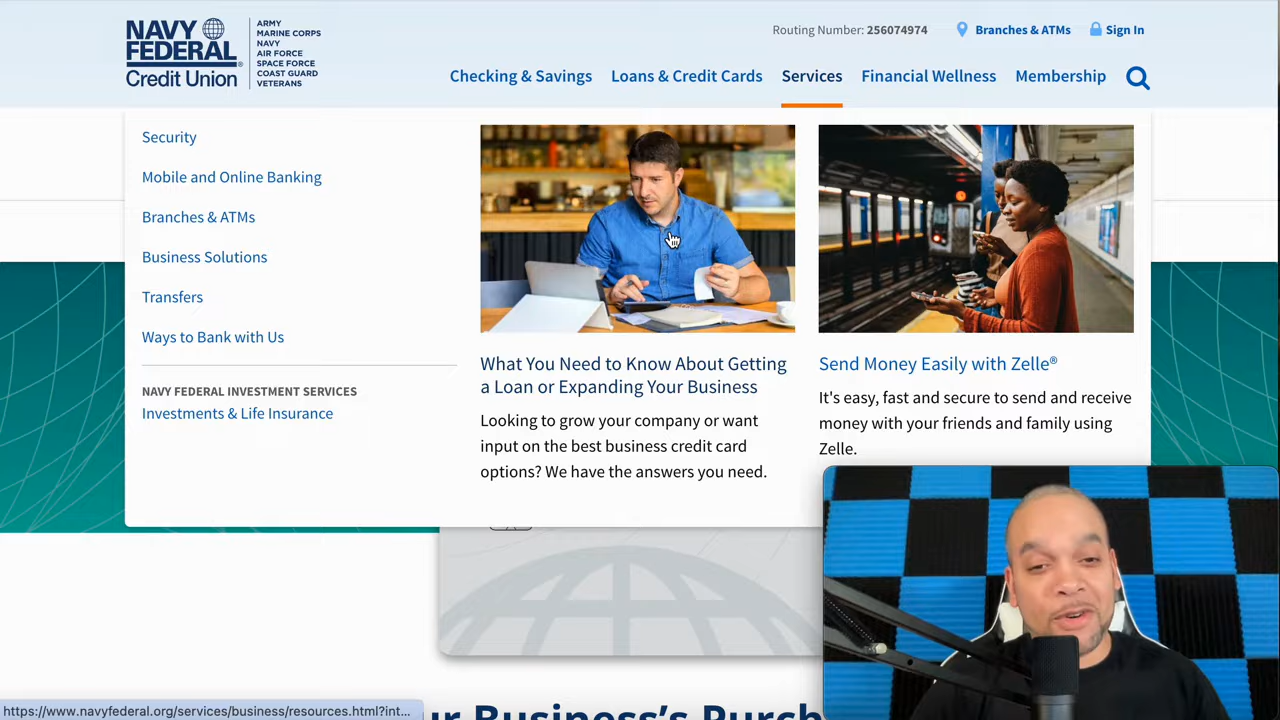 NAVY
FEDERAL®
Credit Union
ARMY
MARINE CORPS
NAVY
AIR FORCE
SPACE FORCE
COAST GUARD
VETERANS
Routing Number: 256074974
Branches & ATMs
Sign In
Checking & Savings
Loans & Credit Cards
Services
Financial Wellness
Membership
Security
Mobile and Online Banking
Branches & ATMs
Business Solutions
Transfers
Ways to Bank with Us
NAVY FEDERAL INVESTMENT SERVICES
Investments & Life Insurance
What You Need to Know About Getting
a Loan or Expanding Your Business
Looking to grow your company or want
input on the best business credit card
options? We have the answers you need.
Send Money Easily with Zelle®
It's easy, fast and secure to send and receive
money with your friends and family using
Zelle.
https://www.navyfederal.org/services/business/resources.html?int...
Business's